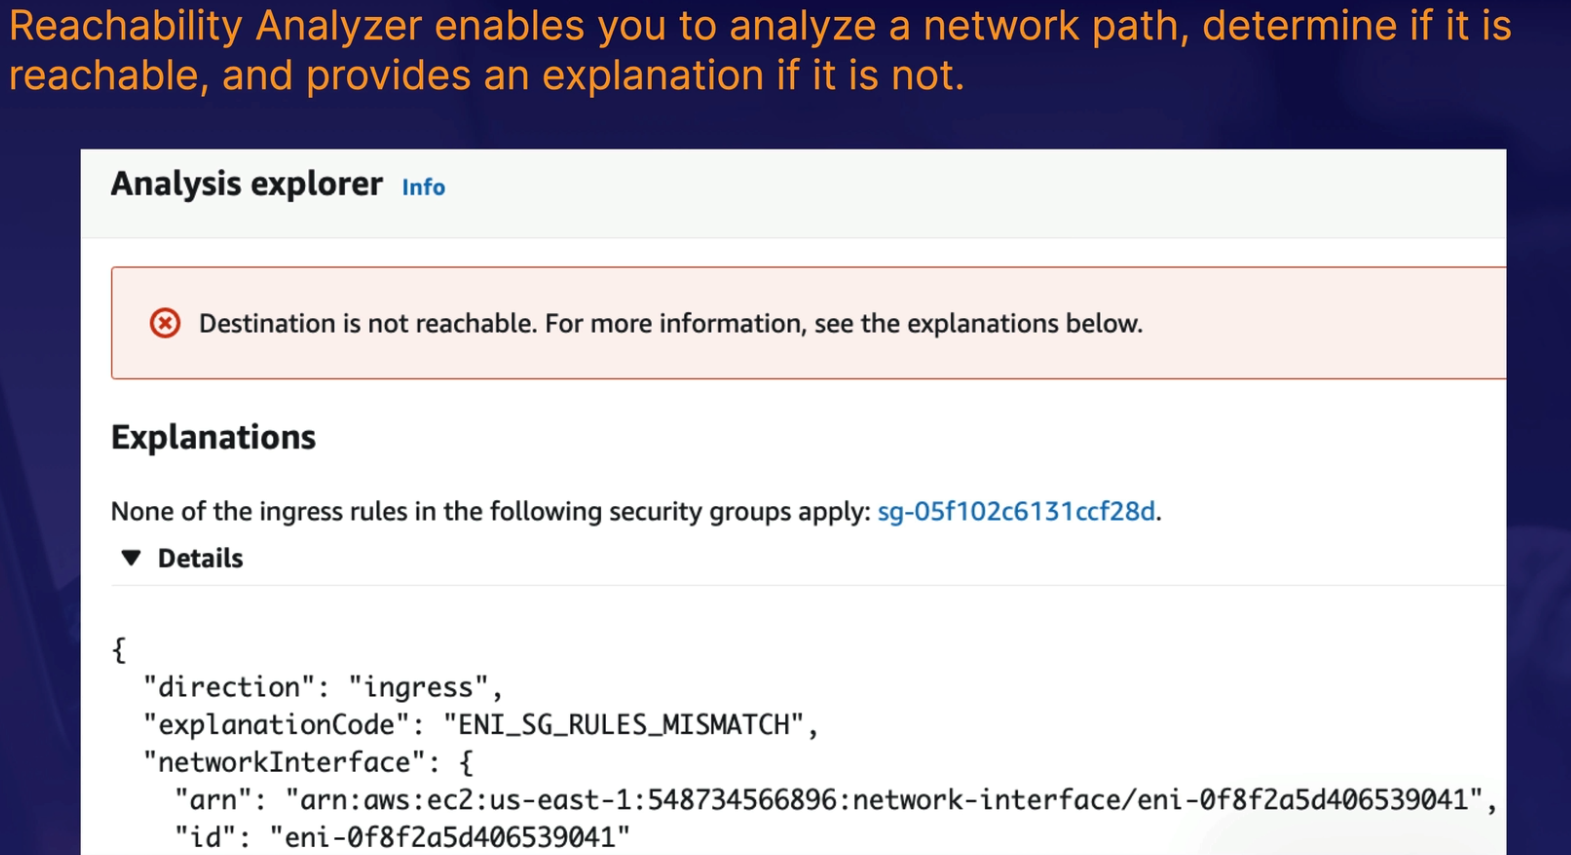 Reachability Analyzer enables you to analyze a network path, determine if it is
reachable, and provides an explanation if it is not.
Analysis explorer Info
Destination is not reachable. For more information, see the explanations below.
Explanations
None of the ingress rules in the following security groups apply: sg-05f102c6131ccf28d.
▼ Details
{
"direction": "ingress",
"explanationCode": "ENI_SG_RULES_MISMATCH",
"networkInterface": {
"arn": "arn:aws:ec2:us-east-1:548734566896:network-interface/eni-0f8f2a5d406539041",
"id": "eni-0f8f2a5d406539041"